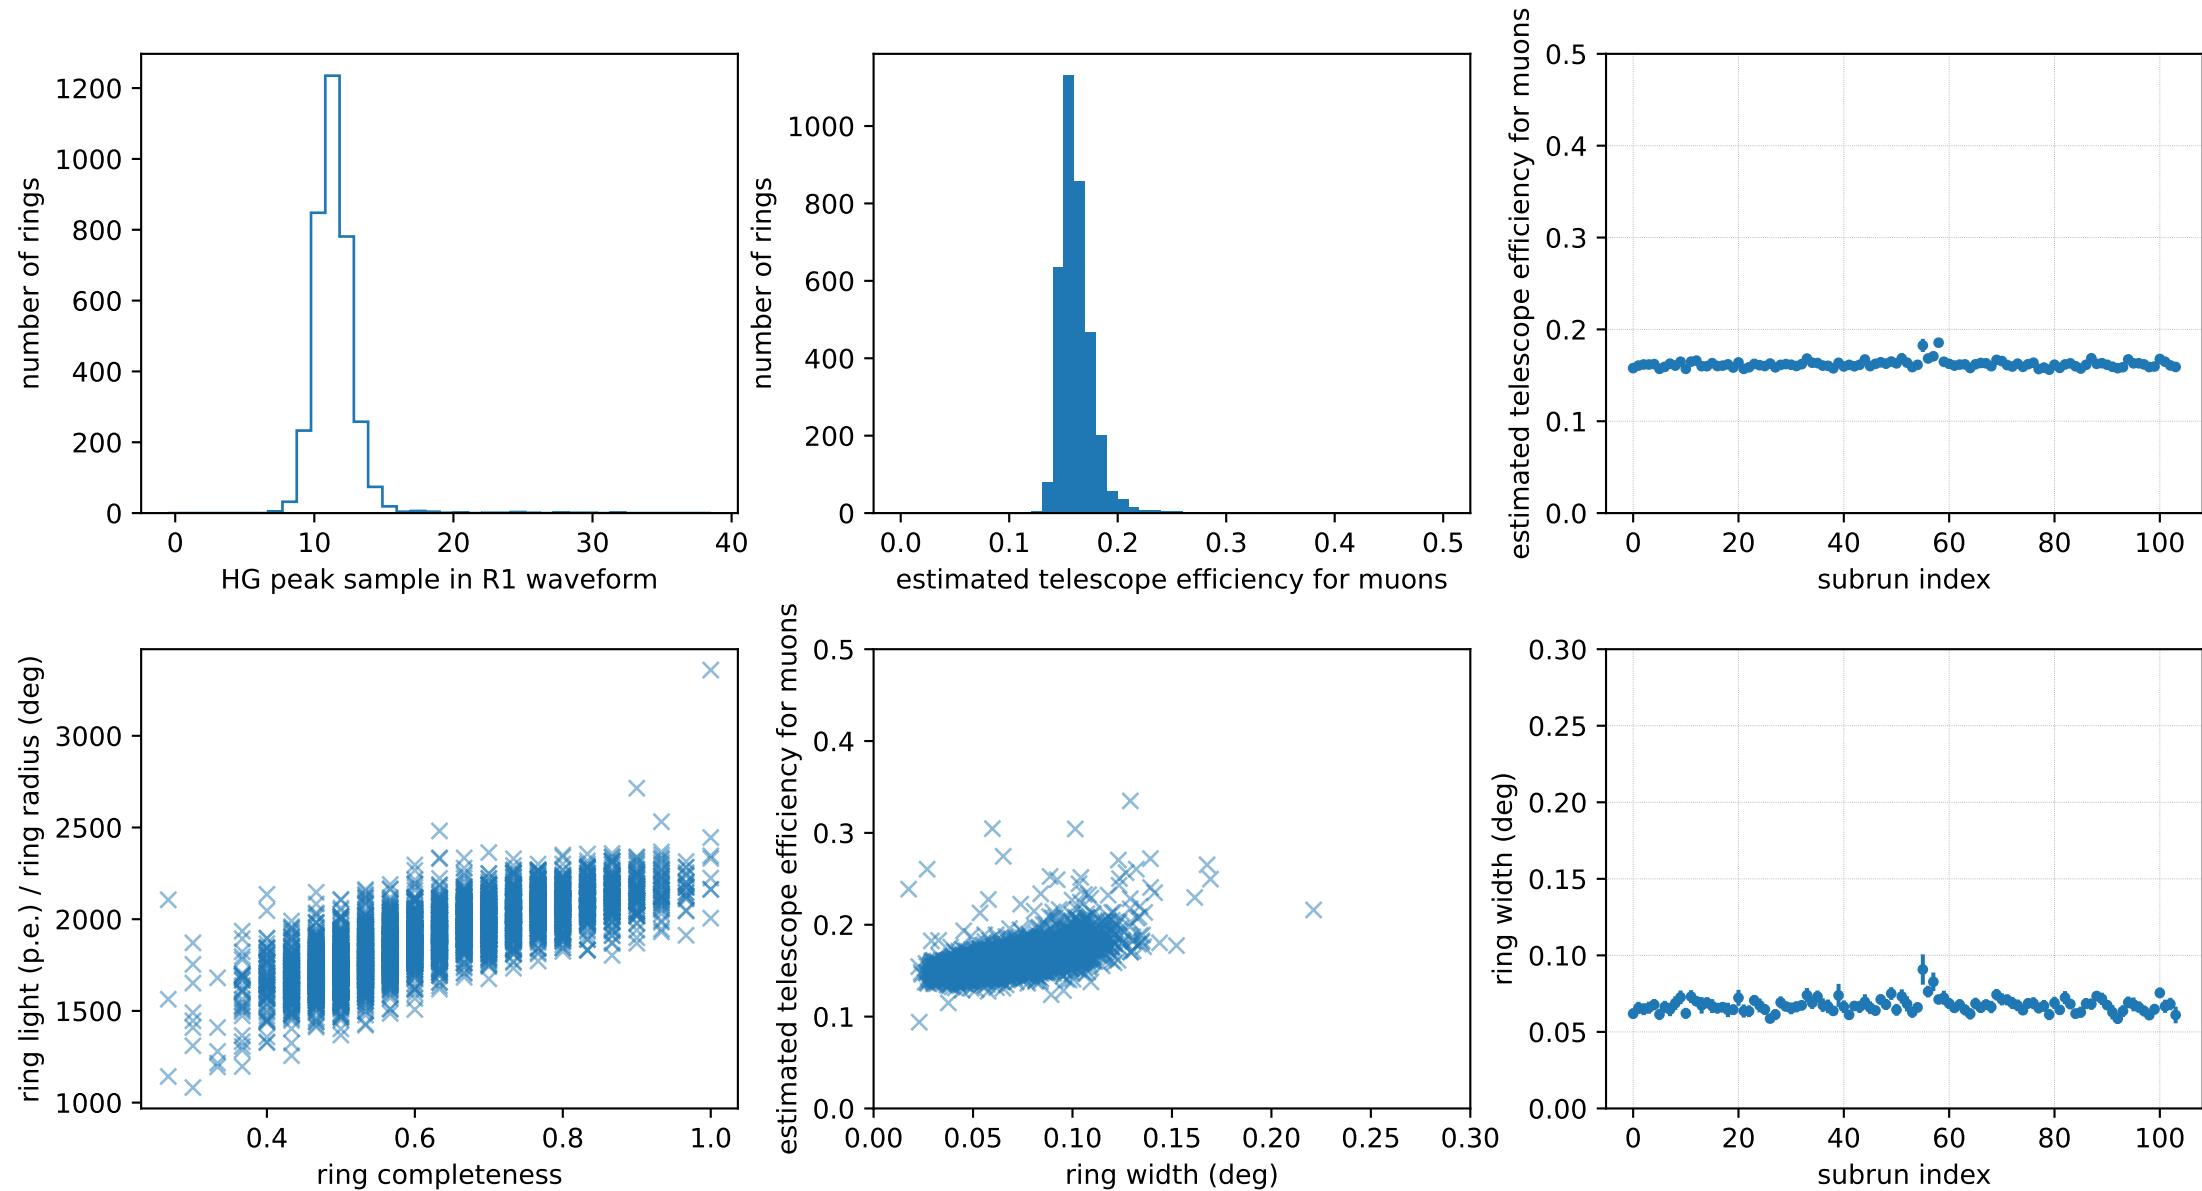 number of rings
1200
1000
800
600
400
200
0
0 10 20 30 40
HG peak sample in R1 waveform
number of rings
1000
800
600
400
200
0
0.0 0.1 0.2 0.3 0.4 0.5
estimated telescope efficiency for muons
estimated telescope efficiency for muons
0.5
0.4
0.3
0.2
0.1
0.0
0 20 40 60 80 100
subrun index
ring light (p.e.) / ring radius (deg)
3000
2500
2000
1500
1000
0.4 0.6 0.8 1.0
ring completeness
estimated telescope efficiency for muons
0.5
0.4
0.3
0.2
0.1
0.0
0.00 0.05 0.10 0.15 0.20 0.25 0.30
ring width (deg)
ring width (deg)
0.30
0.25
0.20
0.15
0.10
0.05
0.00
0 20 40 60 80 100
subrun index